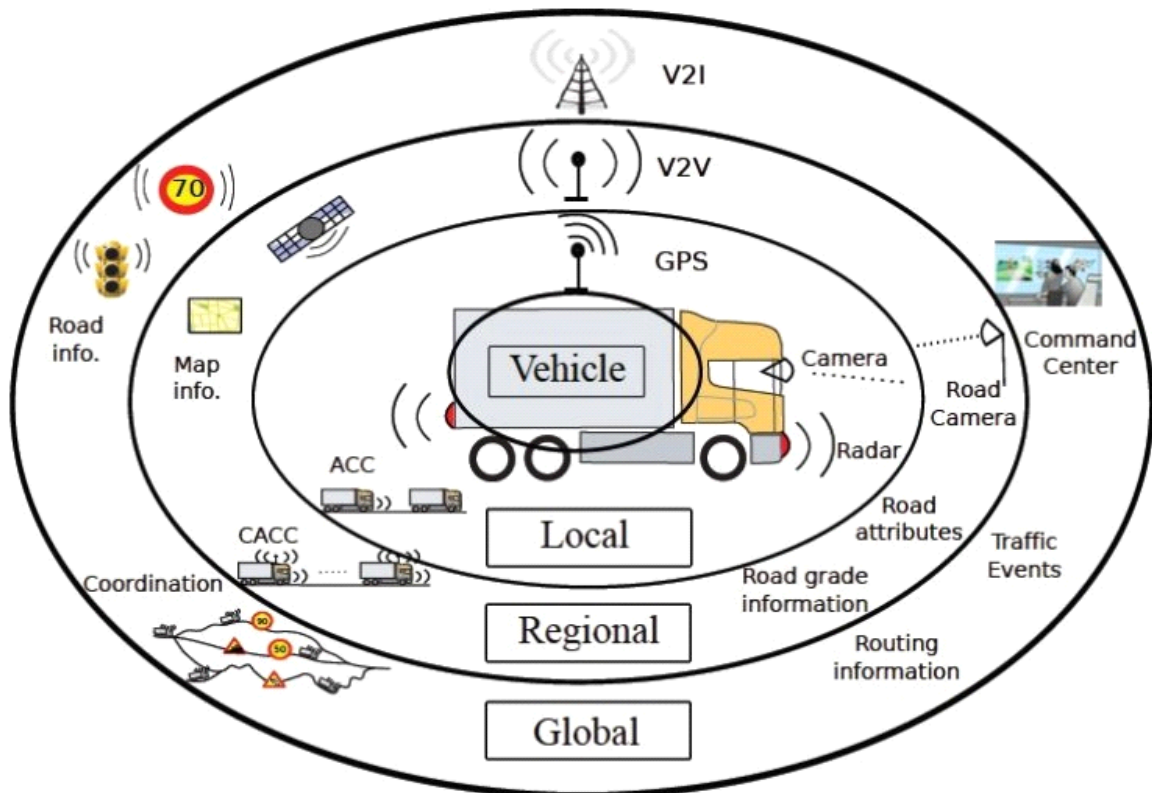 V2I
V2V
70
GPS
Road
info.
Map
info.
Vehicle
Camera
Road
Camera
Command
Center
Radar
ACC
Local
Road
attributes
CACC
Traffic
Events
Coordination
Road grade
information
Regional
90
50
Routing
information
Global